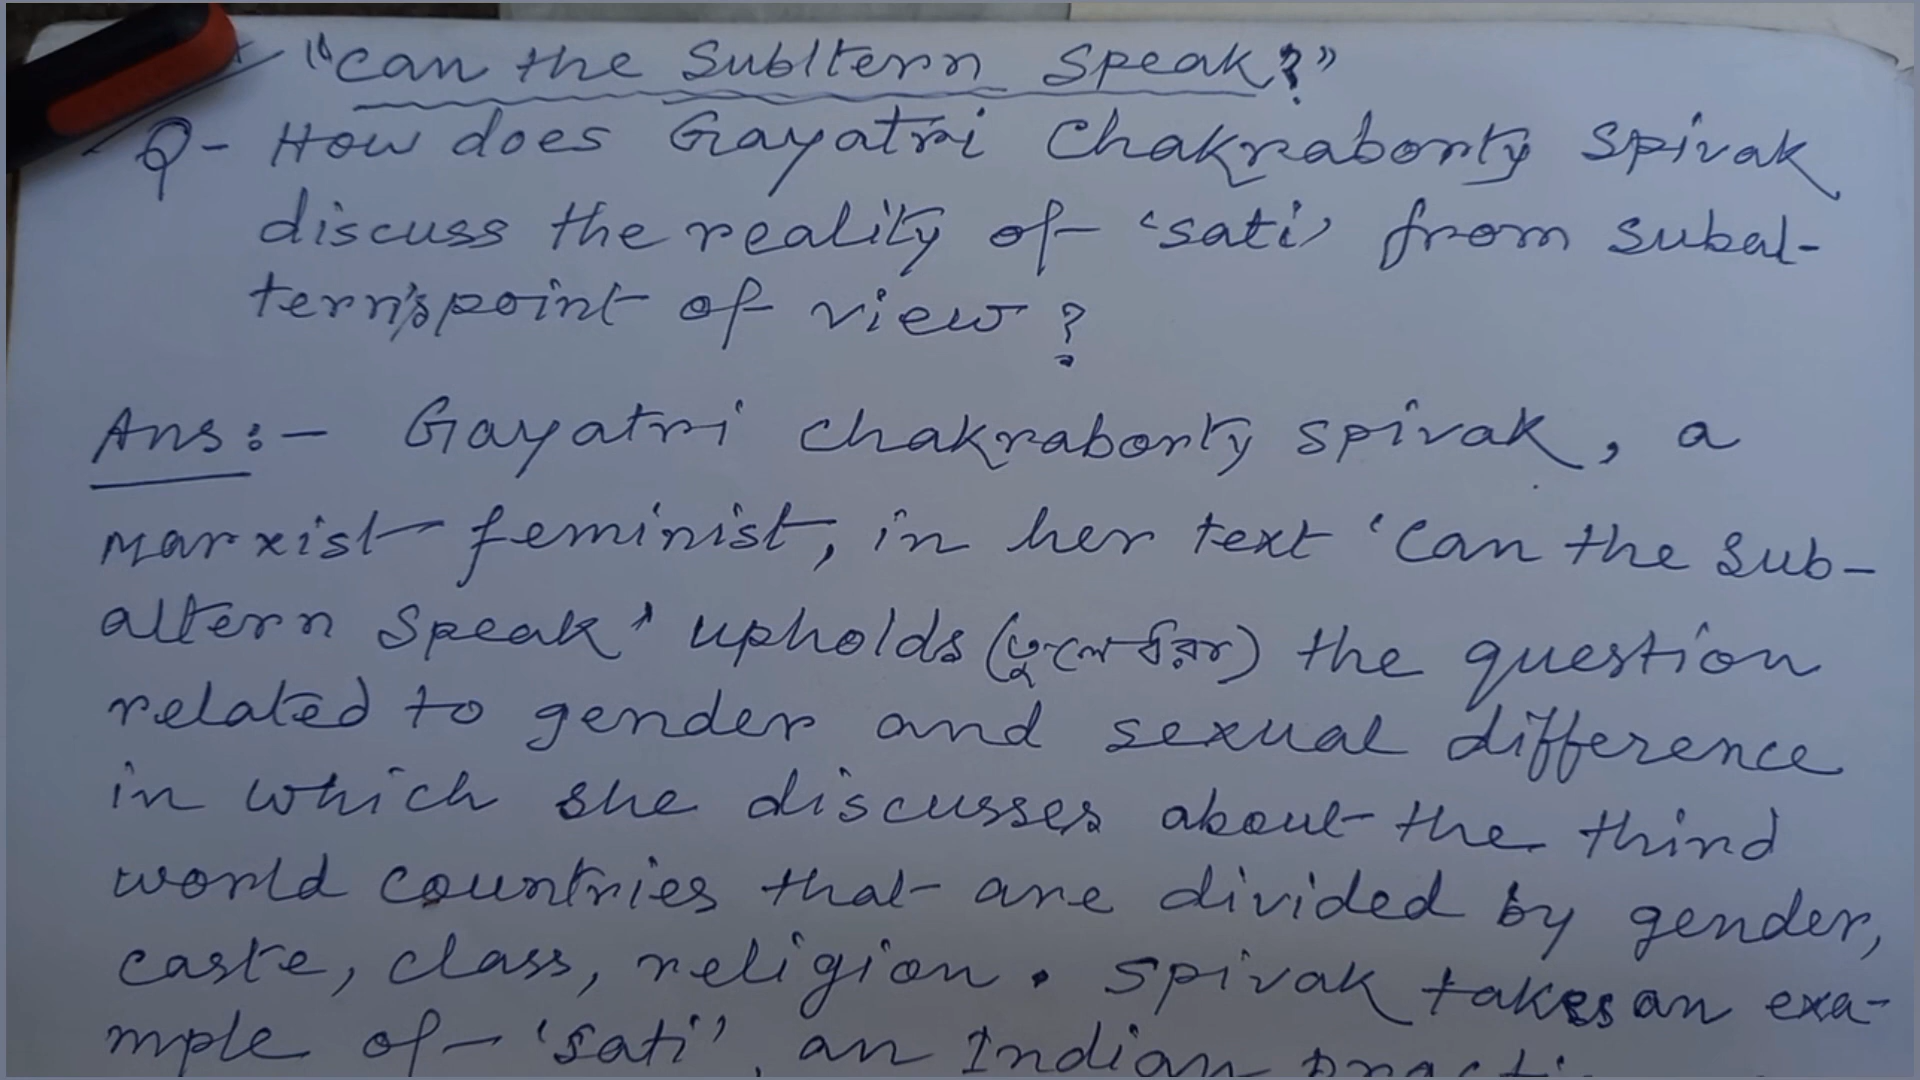 "Can the Subltern Speak?"
Q- How does Gayatri Chakraborty Spivak
discuss the reality of 'sati' from subal-
tern's point of view?
Ans:- Gayatri Chakraborty Spivak, a
Marxist feminist, in her text 'Can the Sub-
altern Speak' upholds (তুলে ধরা) the question
related to gender and sexual difference
in which she discusses about the third
world countries that are divided by gender,
caste, class, religion. Spivak takes an exa-
mple of 'sati', an Indian